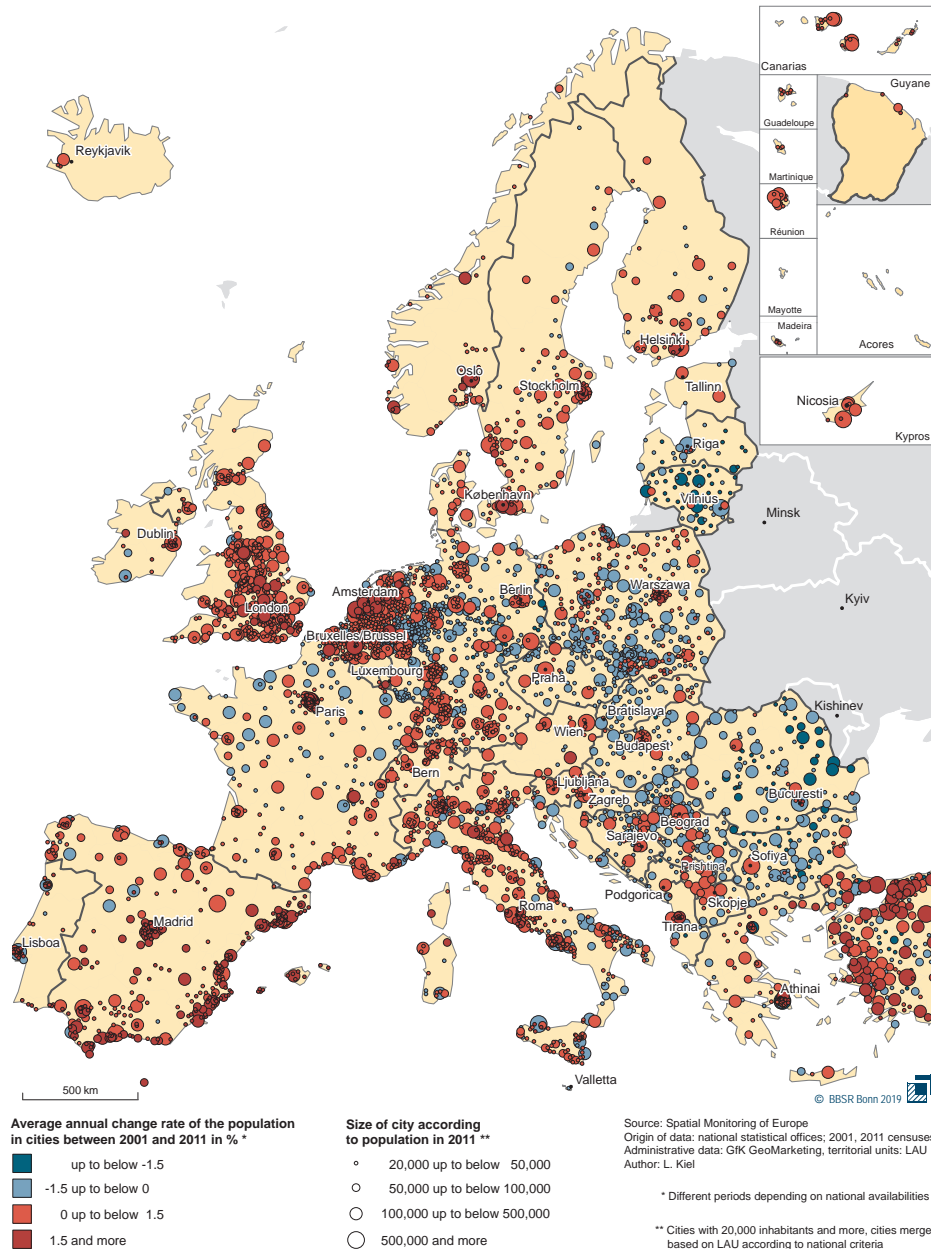 Canarias
Guyane
Guadeloupe
Martinique
Réunion
Mayotte
Madeira
Acores
Nicosia
Kypros
Reykjavik
Helsinki
Oslo
Stockholm
Tallinn
Riga
København
Vilnius
Minsk
Dublin
Amsterdam
Berlin
Warszawa
London
Kyiv
Bruxelles/Brussel
Luxembourg
Praha
Paris
Bratislava
Kishinev
Wien
Budapest
Bern
Ljubljana
Zagreb
Bucuresti
Beograd
Sarajevo
Prishtina
Sofiya
Podgorica
Skopje
Roma
Madrid
Tirana
Lisboa
Athinai
Valletta
500 km
© BBSR Bonn 2019
Average annual change rate of the population
in cities between 2001 and 2011 in % *
up to below -1.5
-1.5 up to below 0
0 up to below 1.5
1.5 and more
Size of city according
to population in 2011 **
20,000 up to below 50,000
50,000 up to below 100,000
100,000 up to below 500,000
500,000 and more
Source: Spatial Monitoring of Europe
Origin of data: national statistical offices; 2001, 2011 censuses
Administrative data: GfK GeoMarketing, territorial units: LAU
Author: L. Kiel
* Different periods depending on national availabilities
** Cities with 20,000 inhabitants and more, cities merge
based on LAU according to national criteria